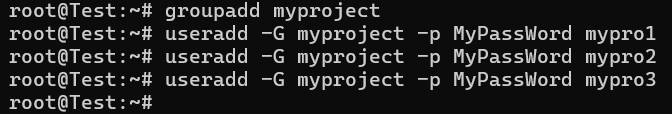 root@Test:~# groupadd myproject
root@Test:~# useradd -G myproject -p MyPassWord mypro1
root@Test:~# useradd -G myproject -p MyPassWord mypro2
root@Test:~# useradd -G myproject -p MyPassWord mypro3
root@Test:~#